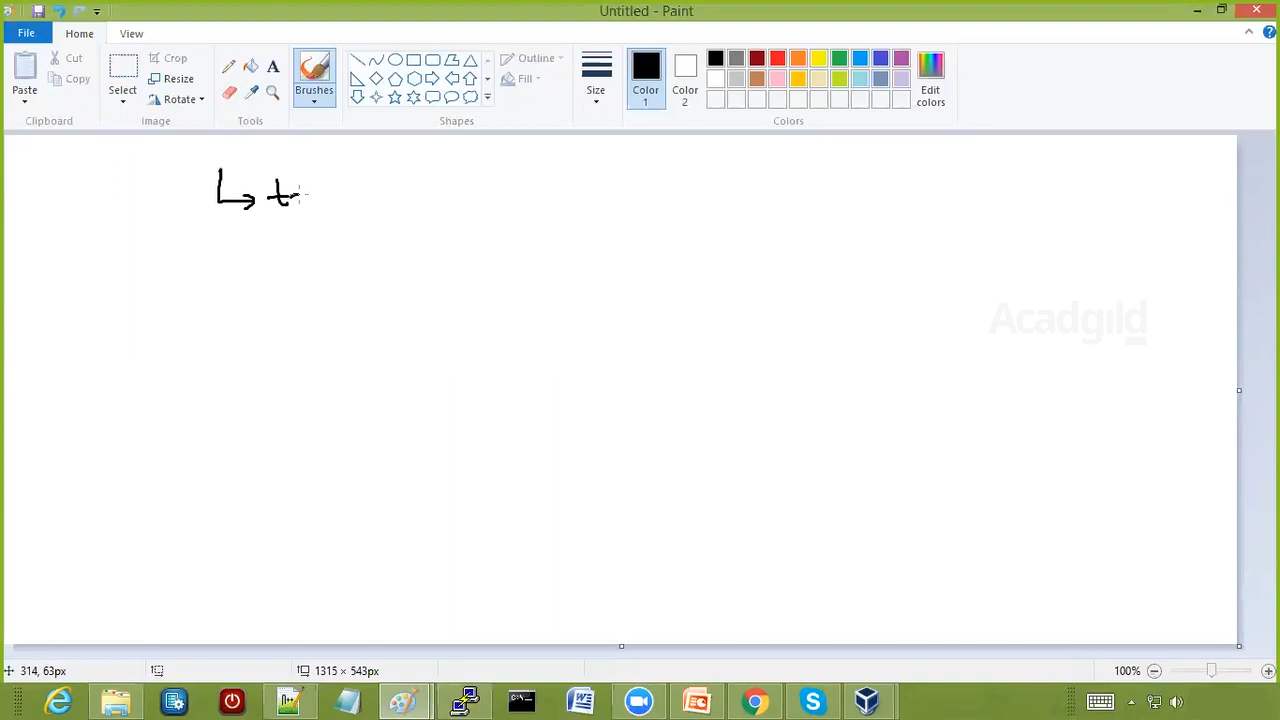 Untitled - Paint
File Home View
Paste
Cut
Copy
Clipboard
Select
Crop
Resize
Rotate
Image
A
Tools
Brushes
Outline
Fill
Shapes
Size
Color 1
Color 2
Edit colors
Colors
t
Acadgild
314, 63px
1315 × 543px
100%